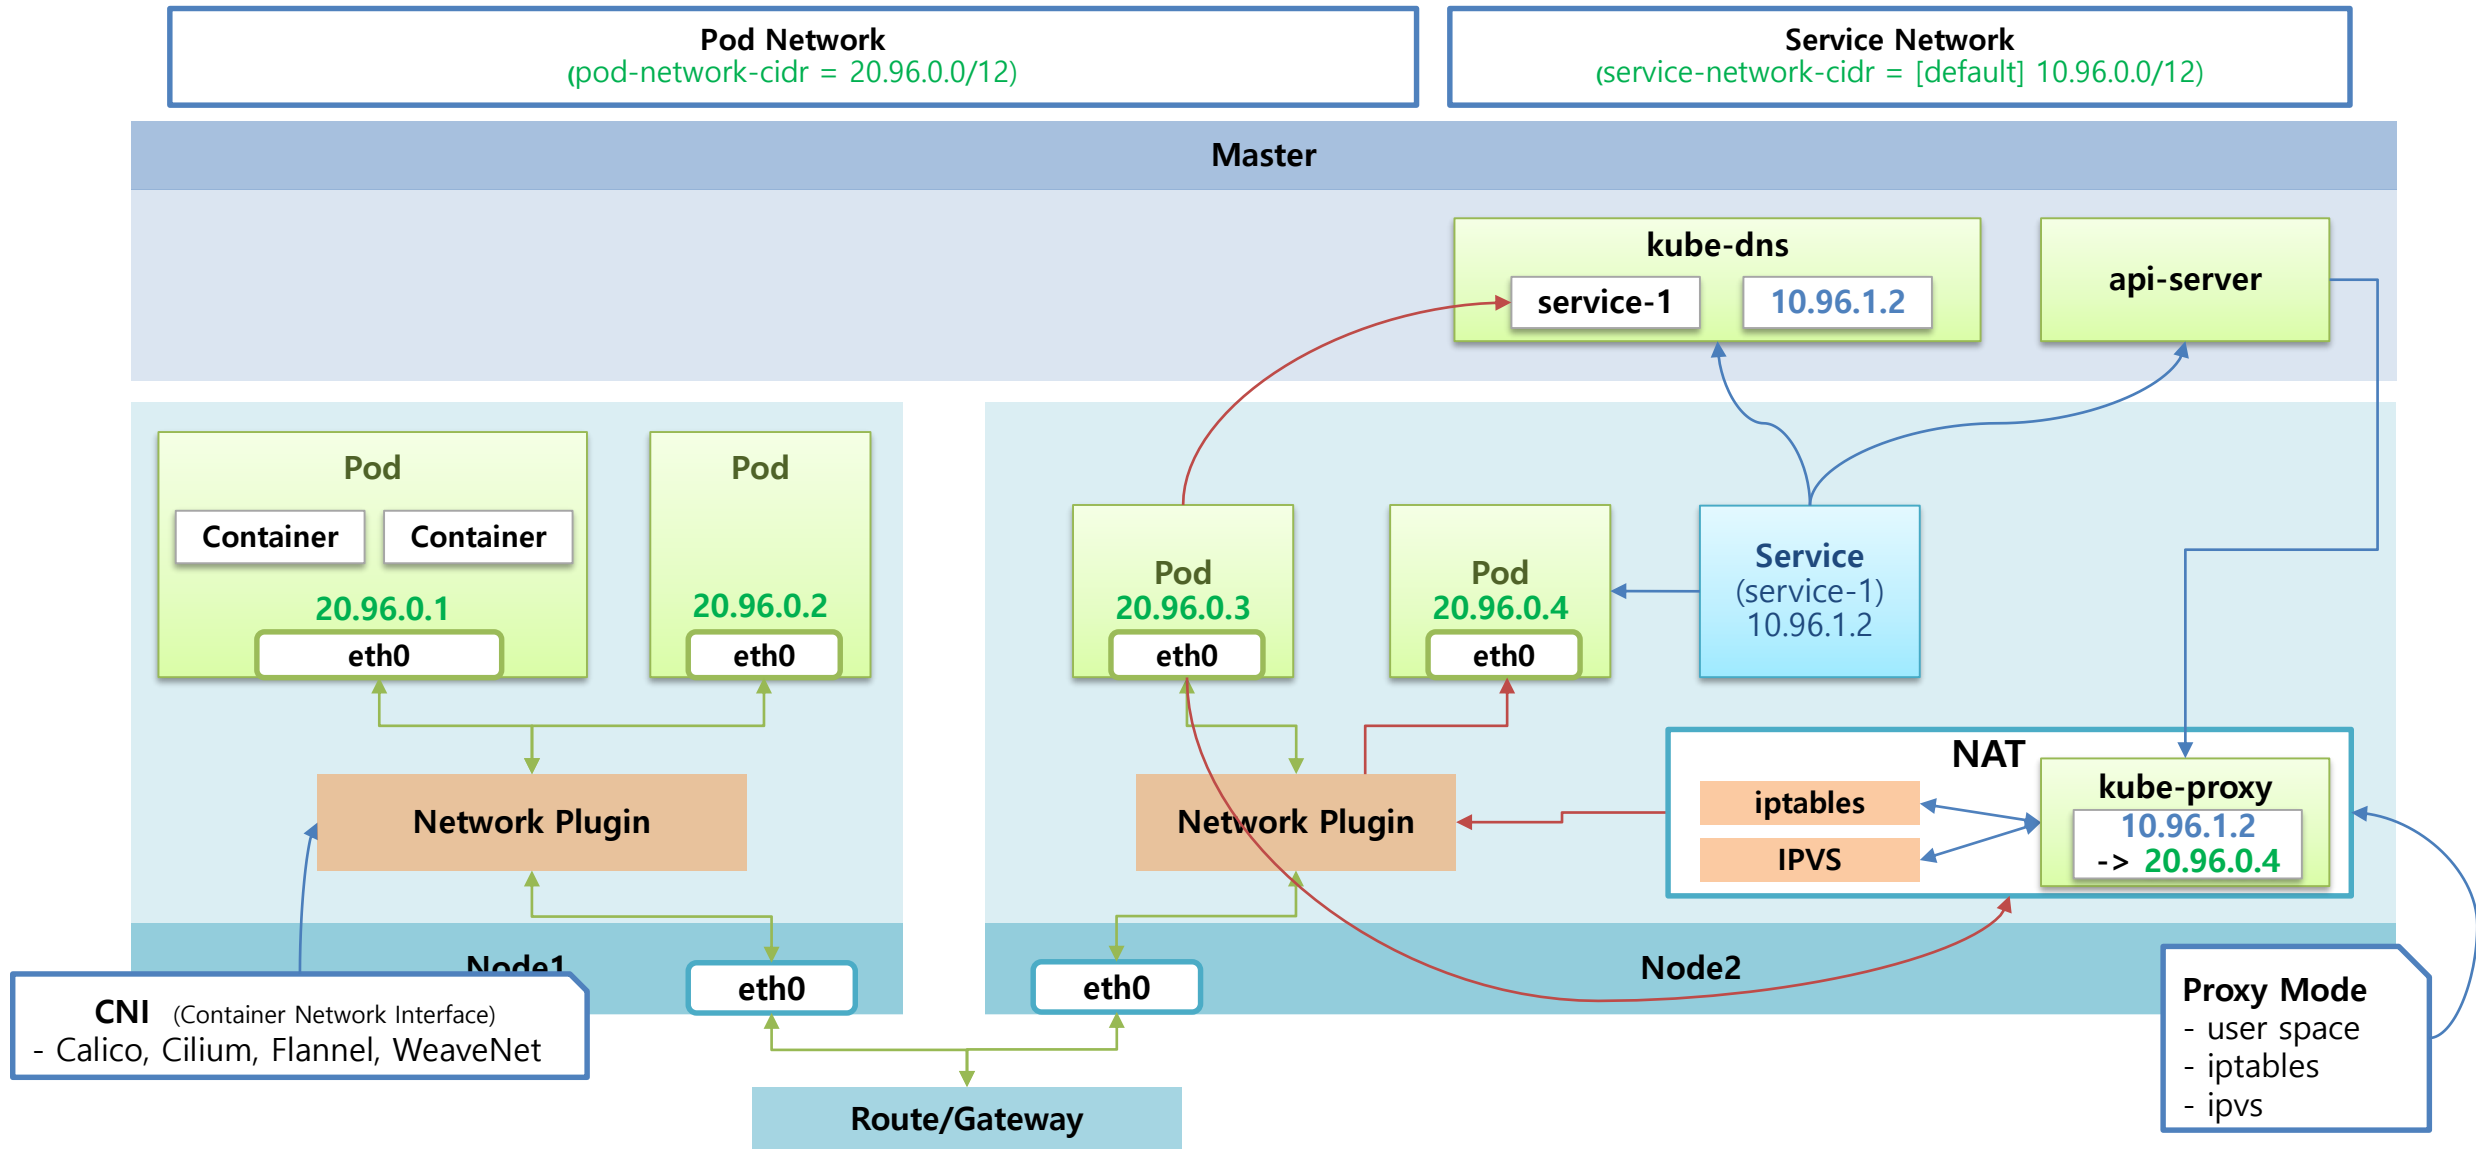 Pod Network
(pod-network-cidr = 20.96.0.0/12)
Service Network
(service-network-cidr = [default] 10.96.0.0/12)
Master
kube-dns
service-1
10.96.1.2
api-server
Pod
Container
Container
20.96.0.1
eth0
Pod
20.96.0.2
eth0
Pod
20.96.0.3
eth0
Pod
20.96.0.4
eth0
Service
(service-1)
10.96.1.2
Network Plugin
Network Plugin
NAT
iptables
IPVS
kube-proxy
10.96.1.2
-> 20.96.0.4
Node1
eth0
eth0
Node2
CNI (Container Network Interface)
- Calico, Cilium, Flannel, WeaveNet
Proxy Mode
- user space
- iptables
- ipvs
Route/Gateway